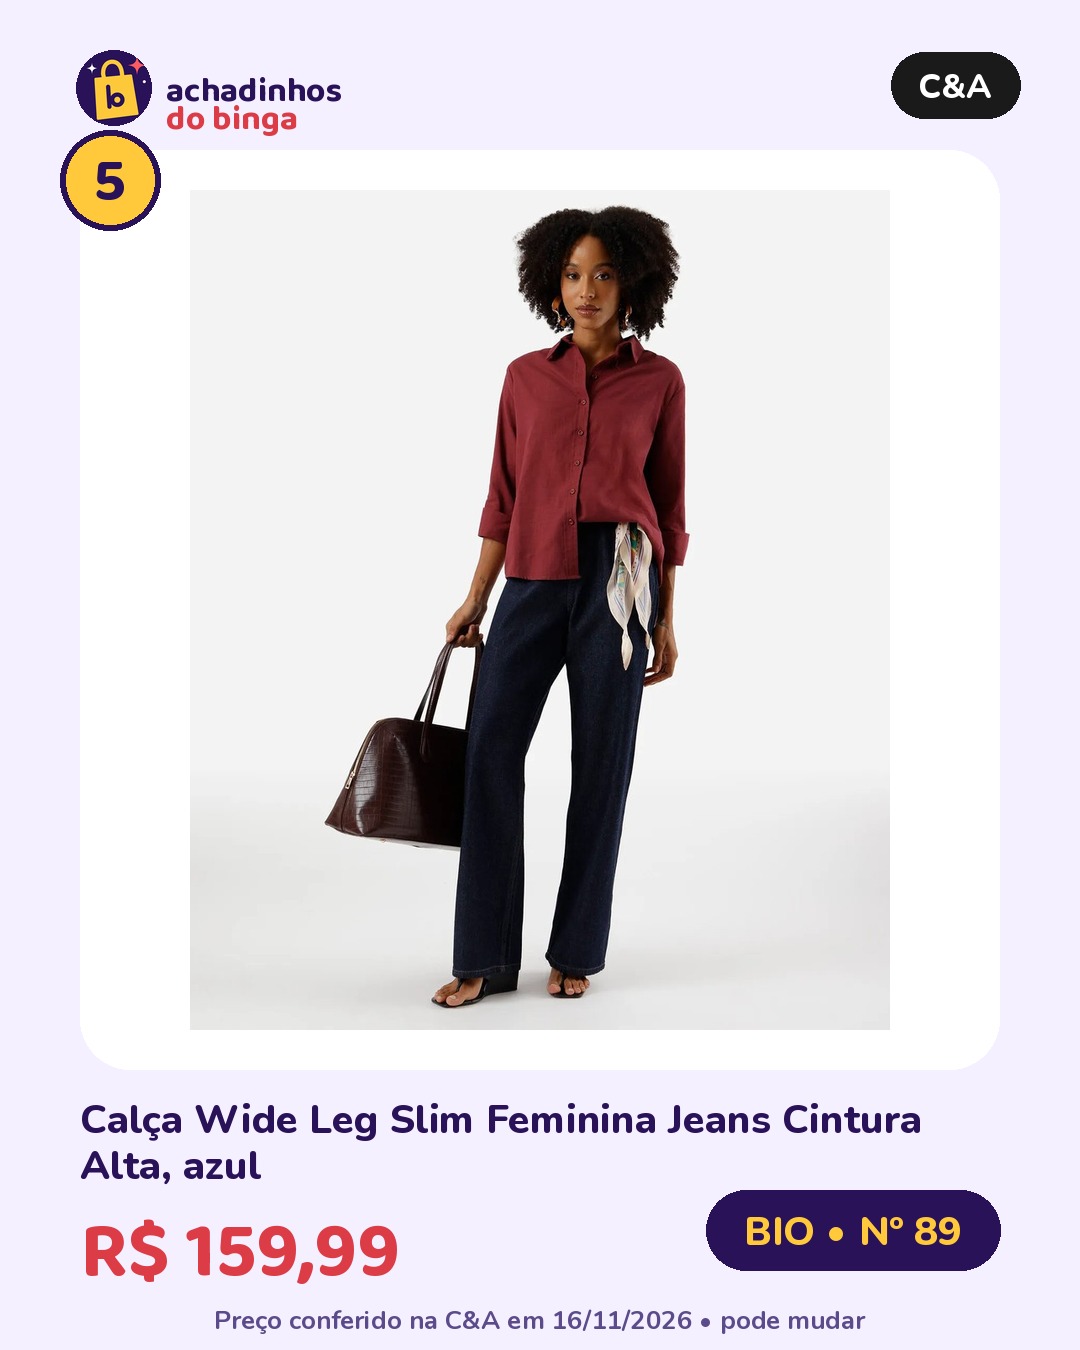 b
achadinhos
do binga
C&A
5
Calça Wide Leg Slim Feminina Jeans Cintura
Alta, azul
R$ 159,99
BIO • Nº 89
Preço conferido na C&A em 16/11/2026 • pode mudar